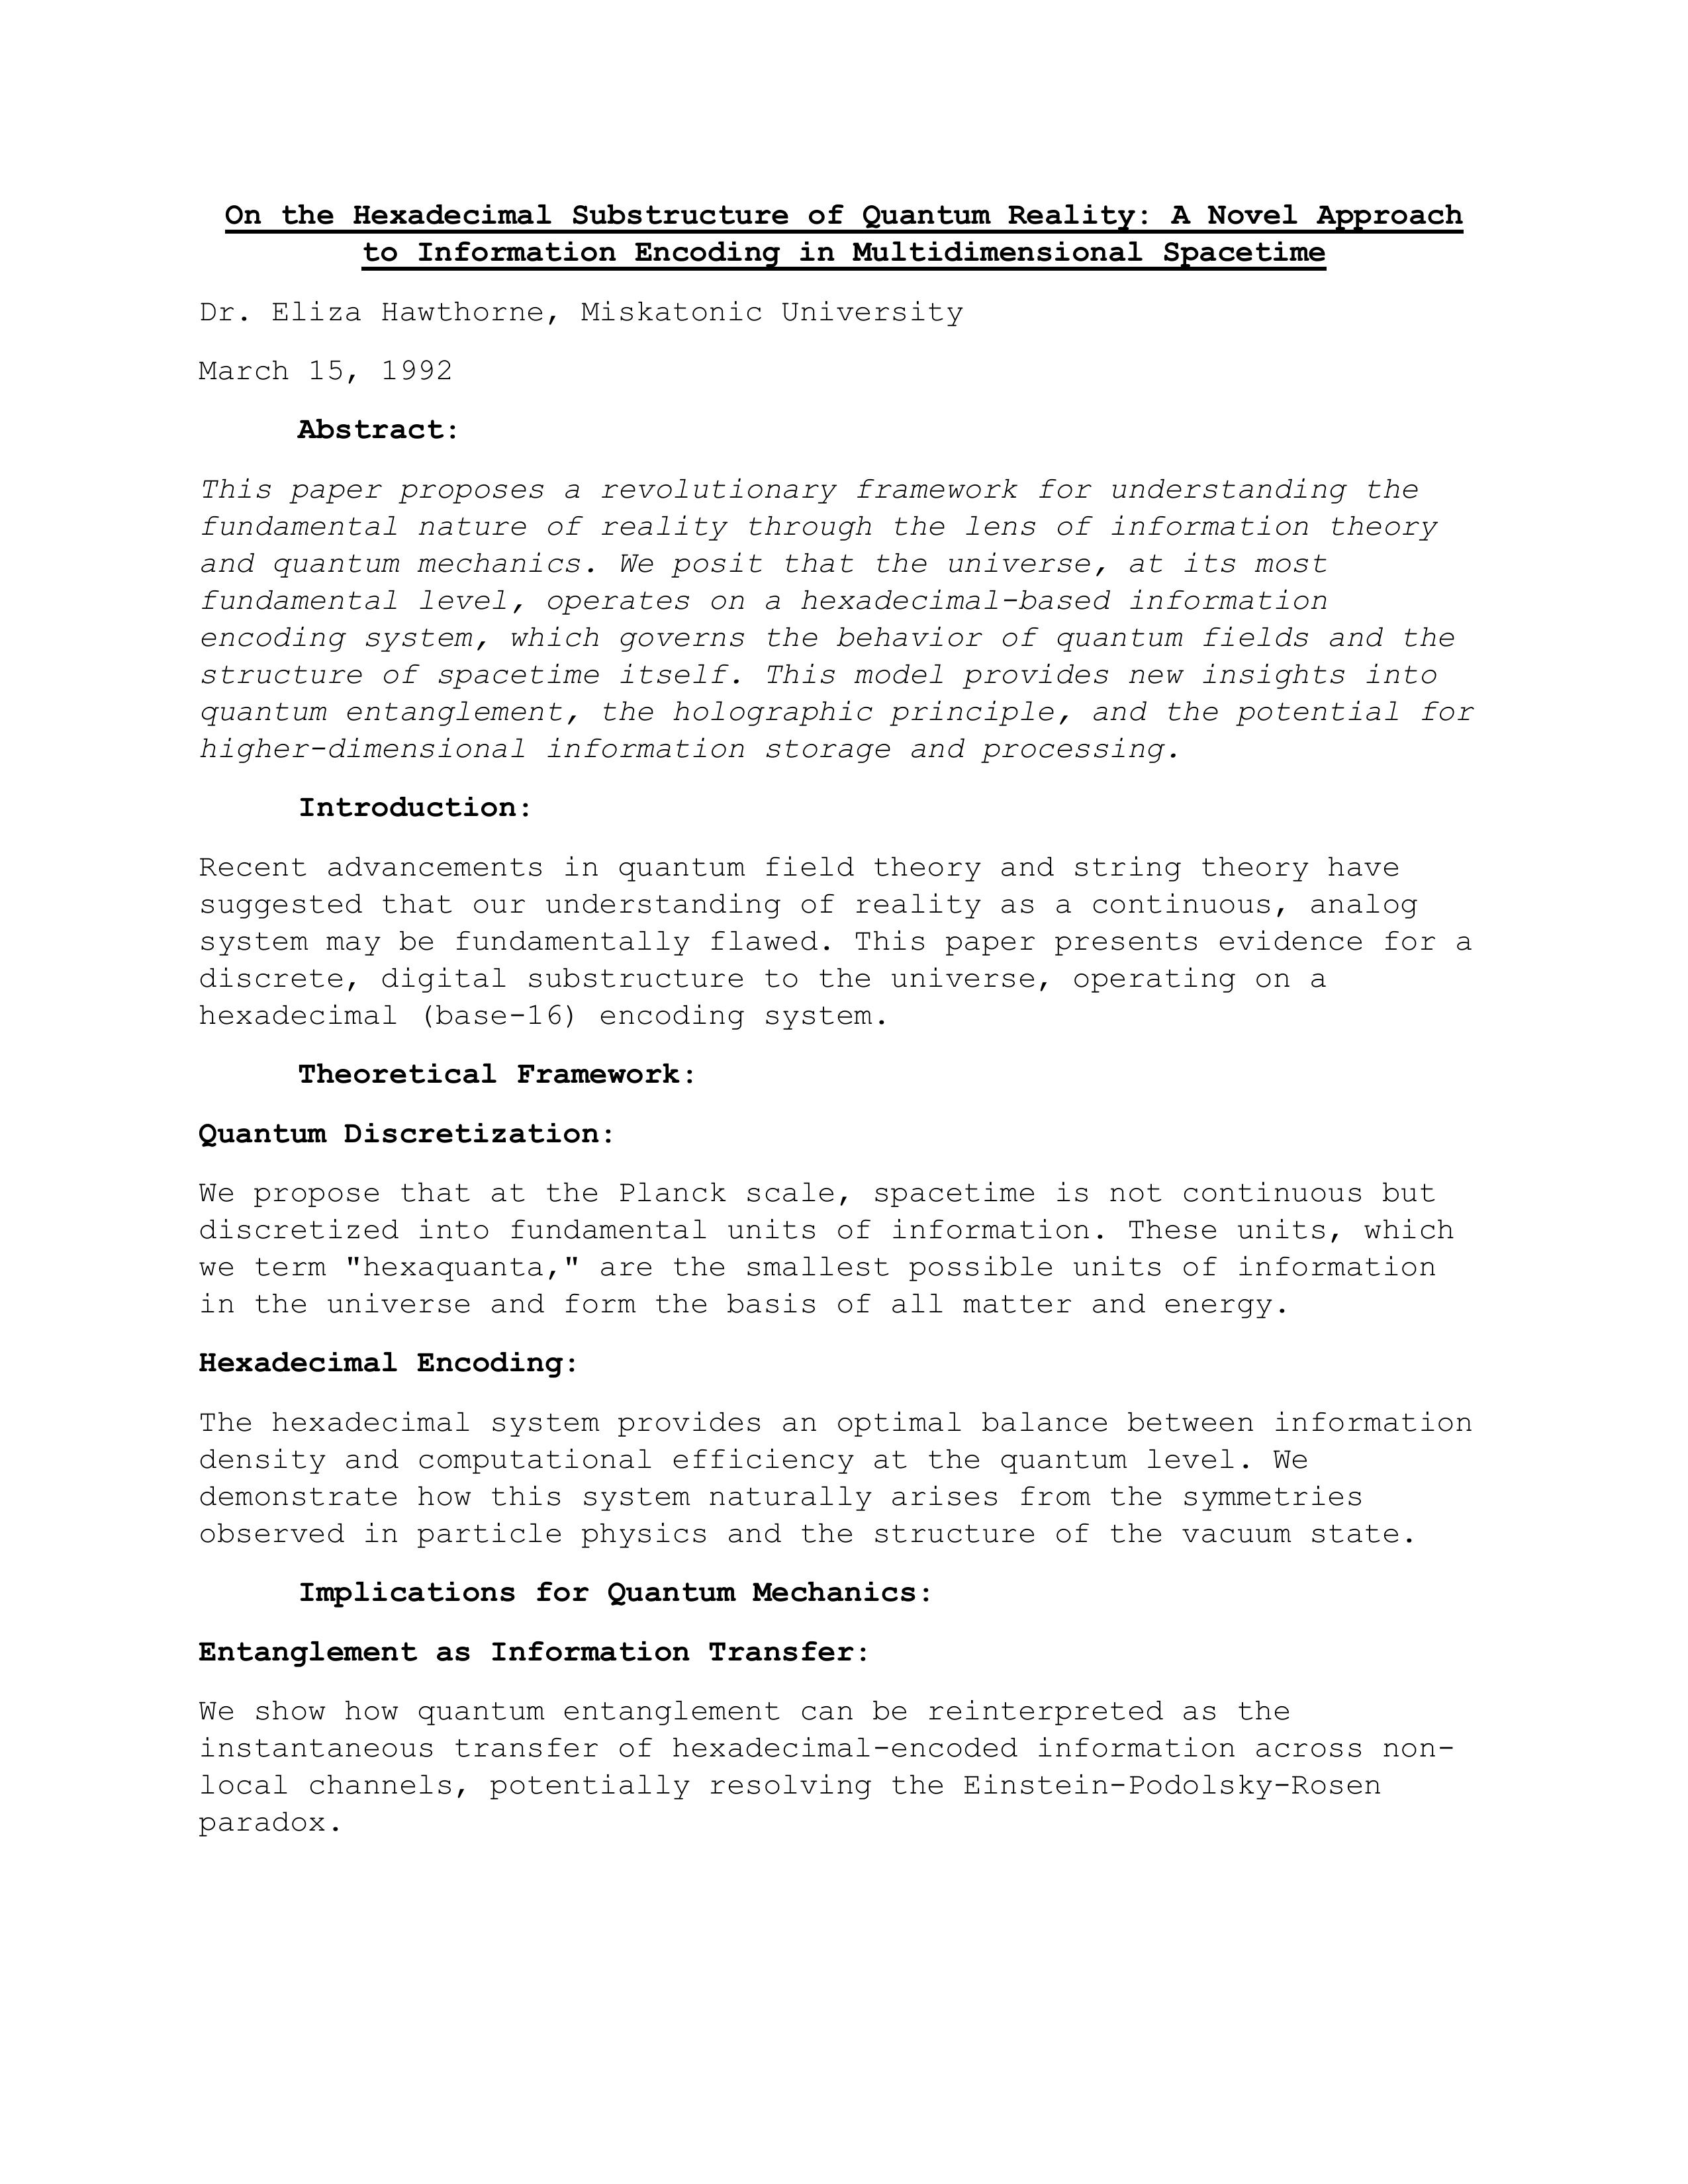 On the Hexadecimal Substructure of Quantum Reality: A Novel Approach
to Information Encoding in Multidimensional Spacetime
Dr. Eliza Hawthorne, Miskatonic University
March 15, 1992
Abstract:
This paper proposes a revolutionary framework for understanding the
fundamental nature of reality through the lens of information theory
and quantum mechanics. We posit that the universe, at its most
fundamental level, operates on a hexadecimal-based information
encoding system, which governs the behavior of quantum fields and the
structure of spacetime itself. This model provides new insights into
quantum entanglement, the holographic principle, and the potential for
higher-dimensional information storage and processing.
Introduction:
Recent advancements in quantum field theory and string theory have
suggested that our understanding of reality as a continuous, analog
system may be fundamentally flawed. This paper presents evidence for a
discrete, digital substructure to the universe, operating on a
hexadecimal (base-16) encoding system.
Theoretical Framework:
Quantum Discretization:
We propose that at the Planck scale, spacetime is not continuous but
discretized into fundamental units of information. These units, which
we term "hexaquanta," are the smallest possible units of information
in the universe and form the basis of all matter and energy.
Hexadecimal Encoding:
The hexadecimal system provides an optimal balance between information
density and computational efficiency at the quantum level. We
demonstrate how this system naturally arises from the symmetries
observed in particle physics and the structure of the vacuum state.
Implications for Quantum Mechanics:
Entanglement as Information Transfer:
We show how quantum entanglement can be reinterpreted as the
instantaneous transfer of hexadecimal-encoded information across non-
local channels, potentially resolving the Einstein-Podolsky-Rosen
paradox.